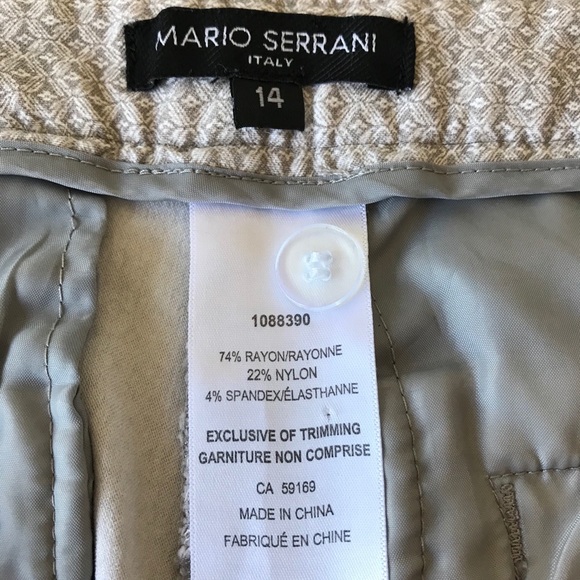 MARIO SERRANI
ITALY
14
1088390
74% RAYON/RAYONNE
22% NYLON
4% SPANDEX/ÉLASTHANNE
EXCLUSIVE OF TRIMMING
GARNITURE NON COMPRISE
CA 59169
MADE IN CHINA
FABRIQUÉ EN CHINE